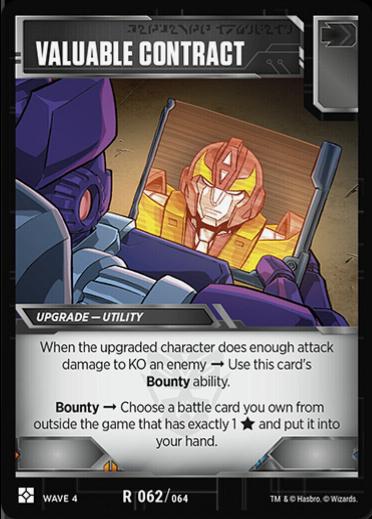 VALUABLE CONTRACT
UPGRADE — UTILITY
When the upgraded character does enough attack
damage to KO an enemy → Use this card's
Bounty ability.
Bounty → Choose a battle card you own from
outside the game that has exactly 1 ★ and put it into
your hand.
WAVE 4 R 062/064 TM & © Hasbro. © Wizards.